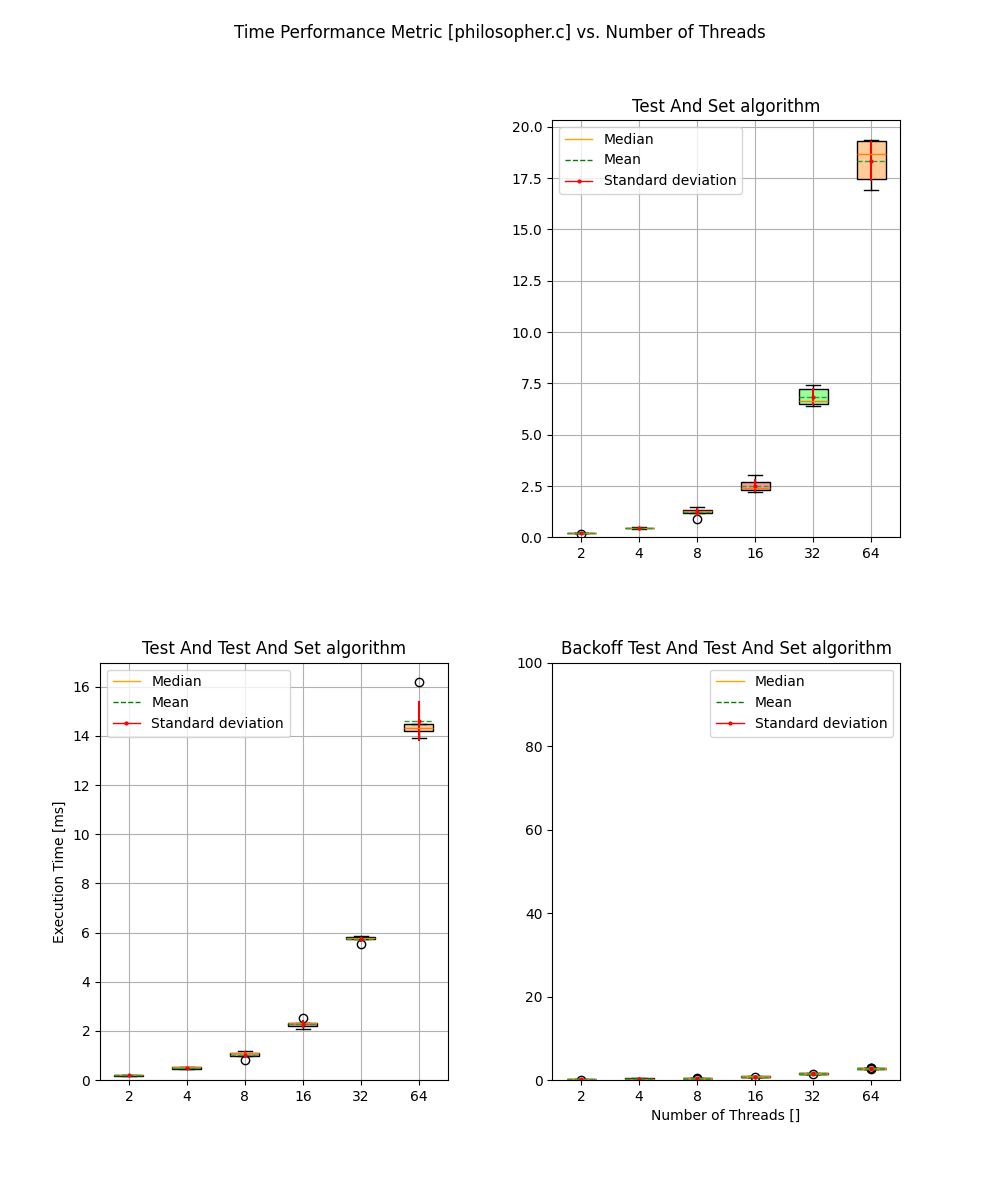 Time Performance Metric [philosopher.c] vs. Number of Threads
Test And Set algorithm
Median
Mean
Standard deviation
20.0
17.5
15.0
12.5
10.0
7.5
5.0
2.5
0.0
2 4 8 16 32 64
Test And Test And Set algorithm
Median
Mean
Standard deviation
Execution Time [ms]
16
14
12
10
8
6
4
2
0
2 4 8 16 32 64
Backoff Test And Test And Set algorithm
Median
Mean
Standard deviation
100
80
60
40
20
0
2 4 8 16 32 64
Number of Threads []